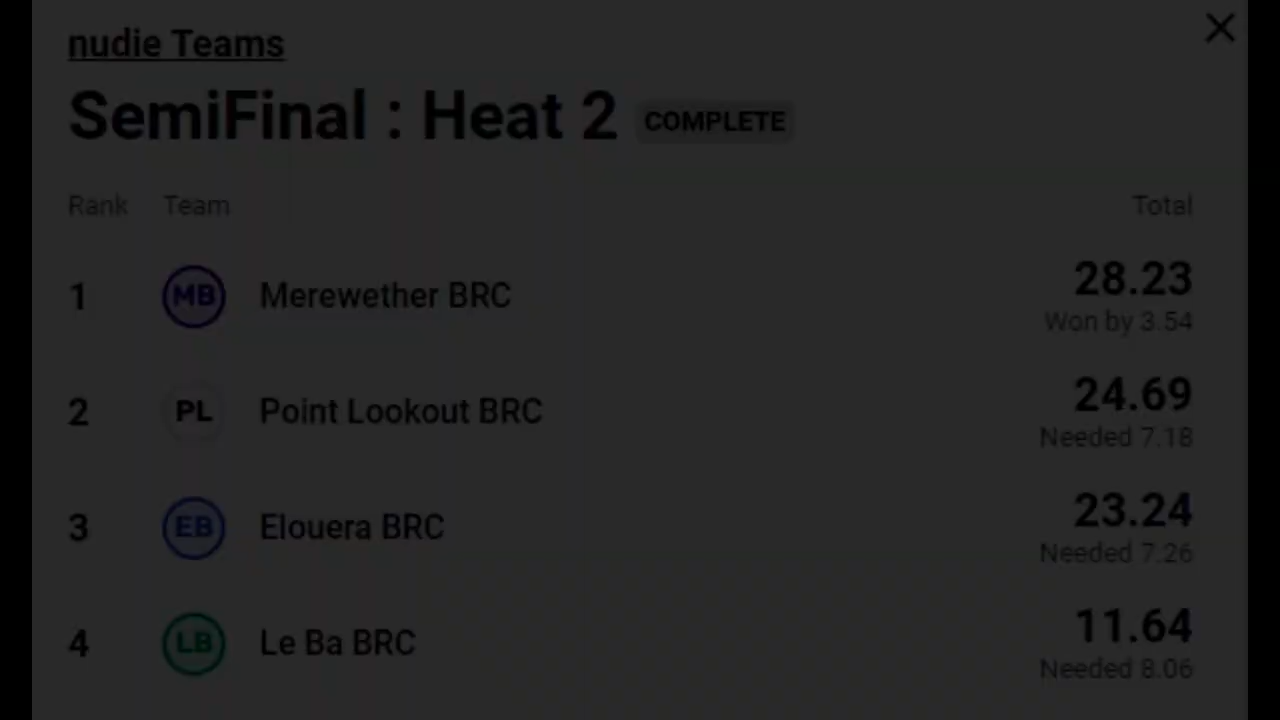 nudie Teams
SemiFinal : Heat 2 COMPLETE
Rank Team Total
1 MB Merewether BRC 28.23
Won by 3.54
2 PL Point Lookout BRC 24.69
Needed 7.18
3 EB Elouera BRC 23.24
Needed 7.26
4 LB Le Ba BRC 11.64
Needed 8.06